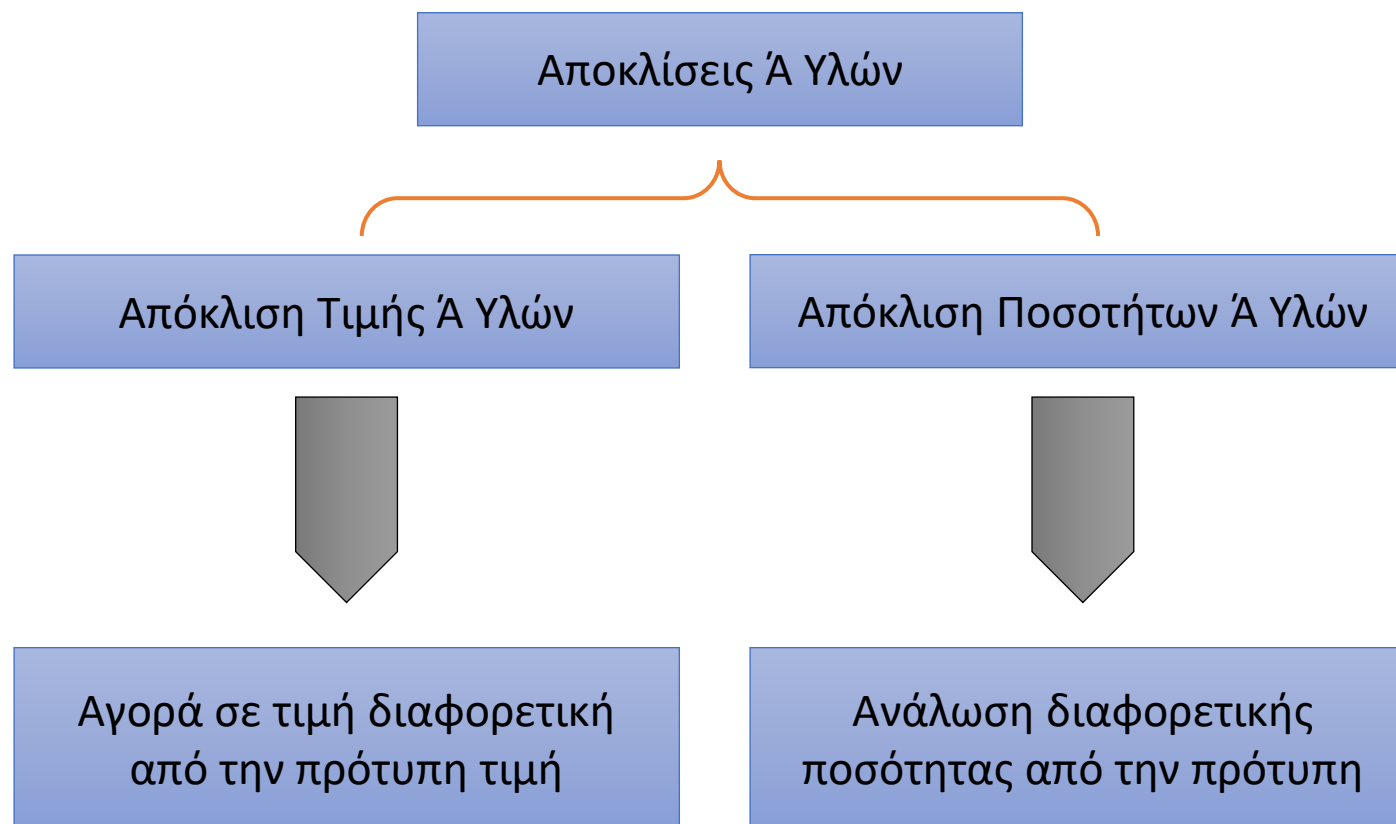 Αποκλίσεις Ά Υλών
Απόκλιση Τιμής Ά Υλών
Απόκλιση Ποσοτήτων Ά Υλών
Αγορά σε τιμή διαφορετική
από την πρότυπη τιμή
Ανάλωση διαφορετικής
ποσότητας από την πρότυπη